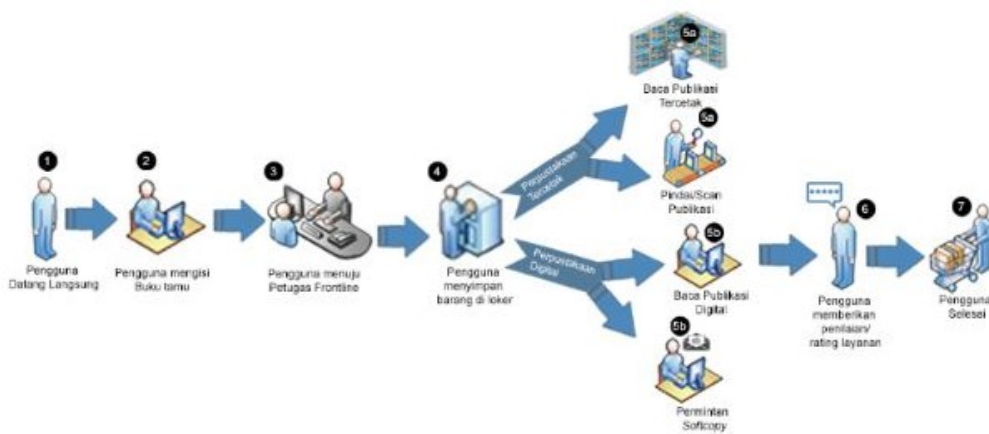 1
Pengguna
Datang Langsung
2
Pengguna mengisi
Buku tamu
3
Pengguna menuju
Petugas Frontline
4
Pengguna
menyimpan
barang di loker
Perpustakaan
Tercetak
5a
Baca Publikasi
Tercetak
5a
Pindai/Scan
Publikasi
Perpustakaan
Digital
5b
Baca Publikasi
Digital
5b
Permintan
Softcopy
6
Pengguna
memberikan
penilaian/
rating layanan
7
Pengguna
Selesai